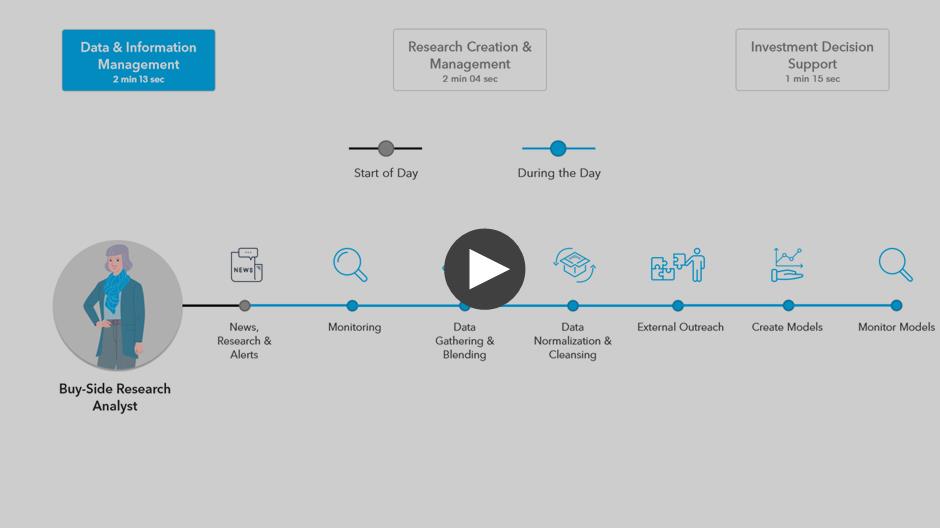 Data & Information
Management
2 min 13 sec
Research Creation &
Management
2 min 04 sec
Investment Decision
Support
1 min 15 sec
Start of Day
During the Day
NEWS
News,
Research &
Alerts
Monitoring
Data
Gathering &
Blending
Data
Normalization &
Cleansing
External Outreach
Create Models
Monitor Models
Buy-Side Research
Analyst